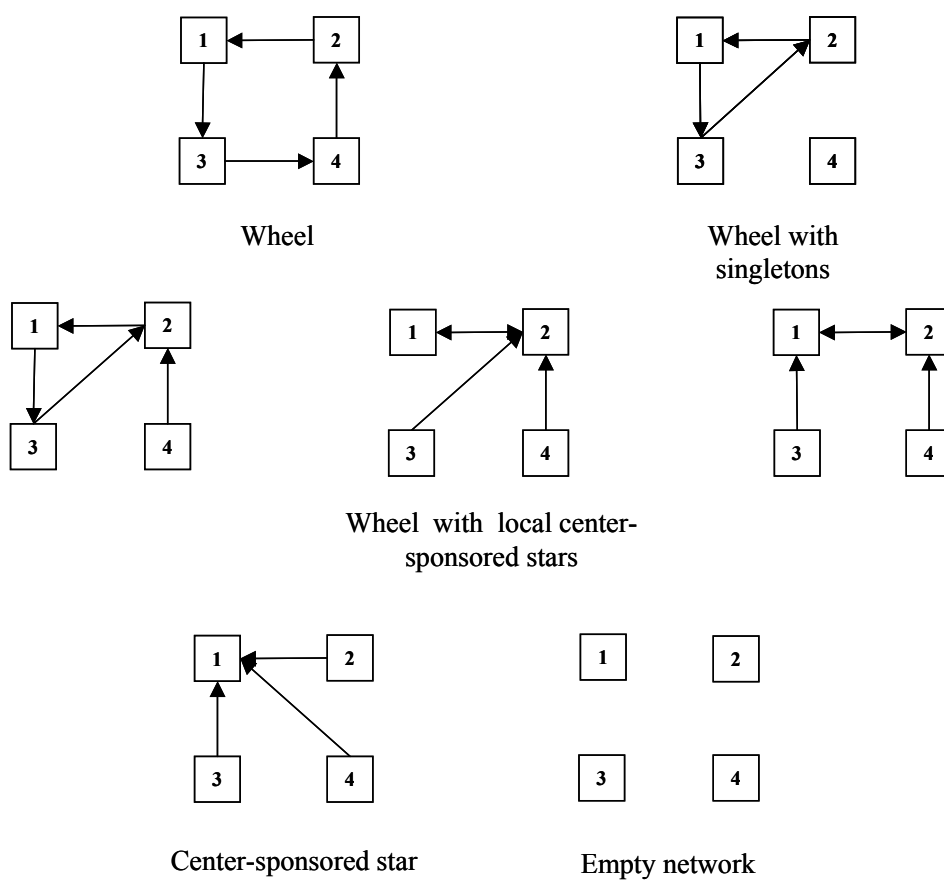 1 2 1 2
3 4 3 4
Wheel
Wheel with
singletons
1 2 1 2 1 2
3 4 3 4 3 4
Wheel with local center-
sponsored stars
1 2 1 2
3 4 3 4
Center-sponsored star
Empty network